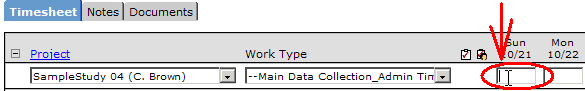 Timesheet Notes Documents
Project Work Type Sun 10/21 Mon 10/22
SampleStudy 04 (C. Brown) --Main Data Collection_Admin Tim